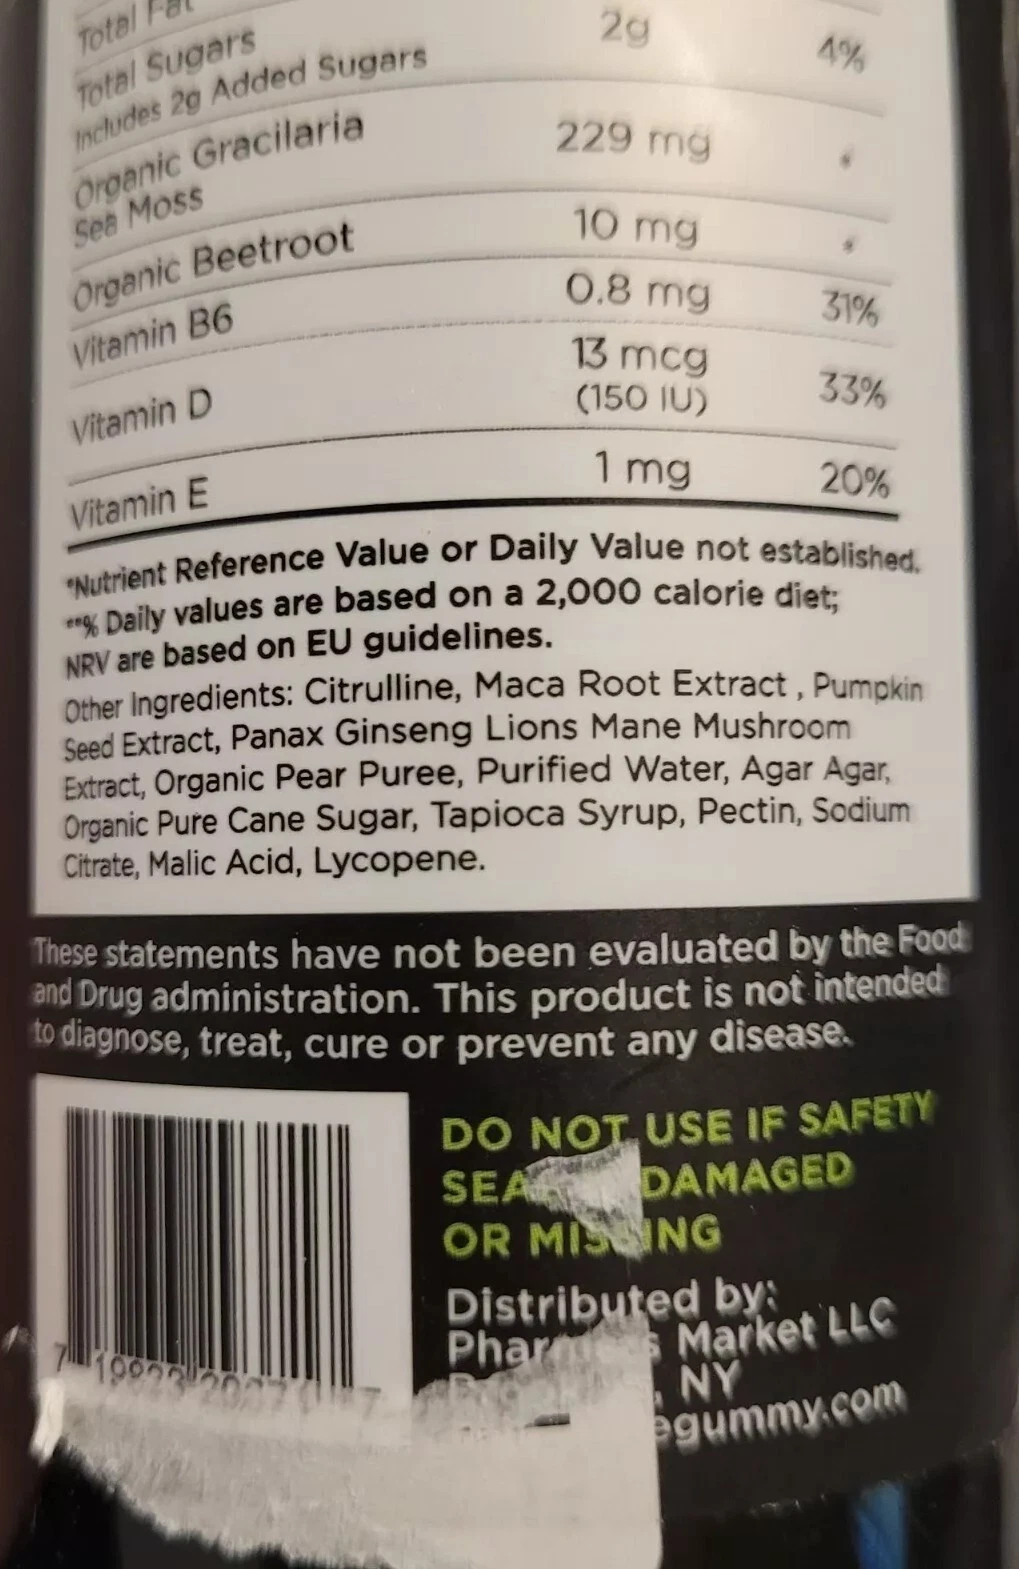 Total Fat
Total Sugars 2g
Includes 2g Added Sugars 4%
Organic Gracilaria 229 mg *
Sea Moss
Organic Beetroot 10 mg *
Vitamin B6 0.8 mg 31%
Vitamin D 13 mcg 33%
(150 IU)
Vitamin E 1 mg 20%
*Nutrient Reference Value or Daily Value not established.
**% Daily values are based on a 2,000 calorie diet;
NRV are based on EU guidelines.
Other Ingredients: Citrulline, Maca Root Extract , Pumpkin
Seed Extract, Panax Ginseng Lions Mane Mushroom
Extract, Organic Pear Puree, Purified Water, Agar Agar,
Organic Pure Cane Sugar, Tapioca Syrup, Pectin, Sodium
Citrate, Malic Acid, Lycopene.
These statements have not been evaluated by the Food
and Drug administration. This product is not intended
to diagnose, treat, cure or prevent any disease.
DO NOT USE IF SAFETY
DAMAGED
OR MISSING
Distributed by:
Market LLC
, NY
egummy.com